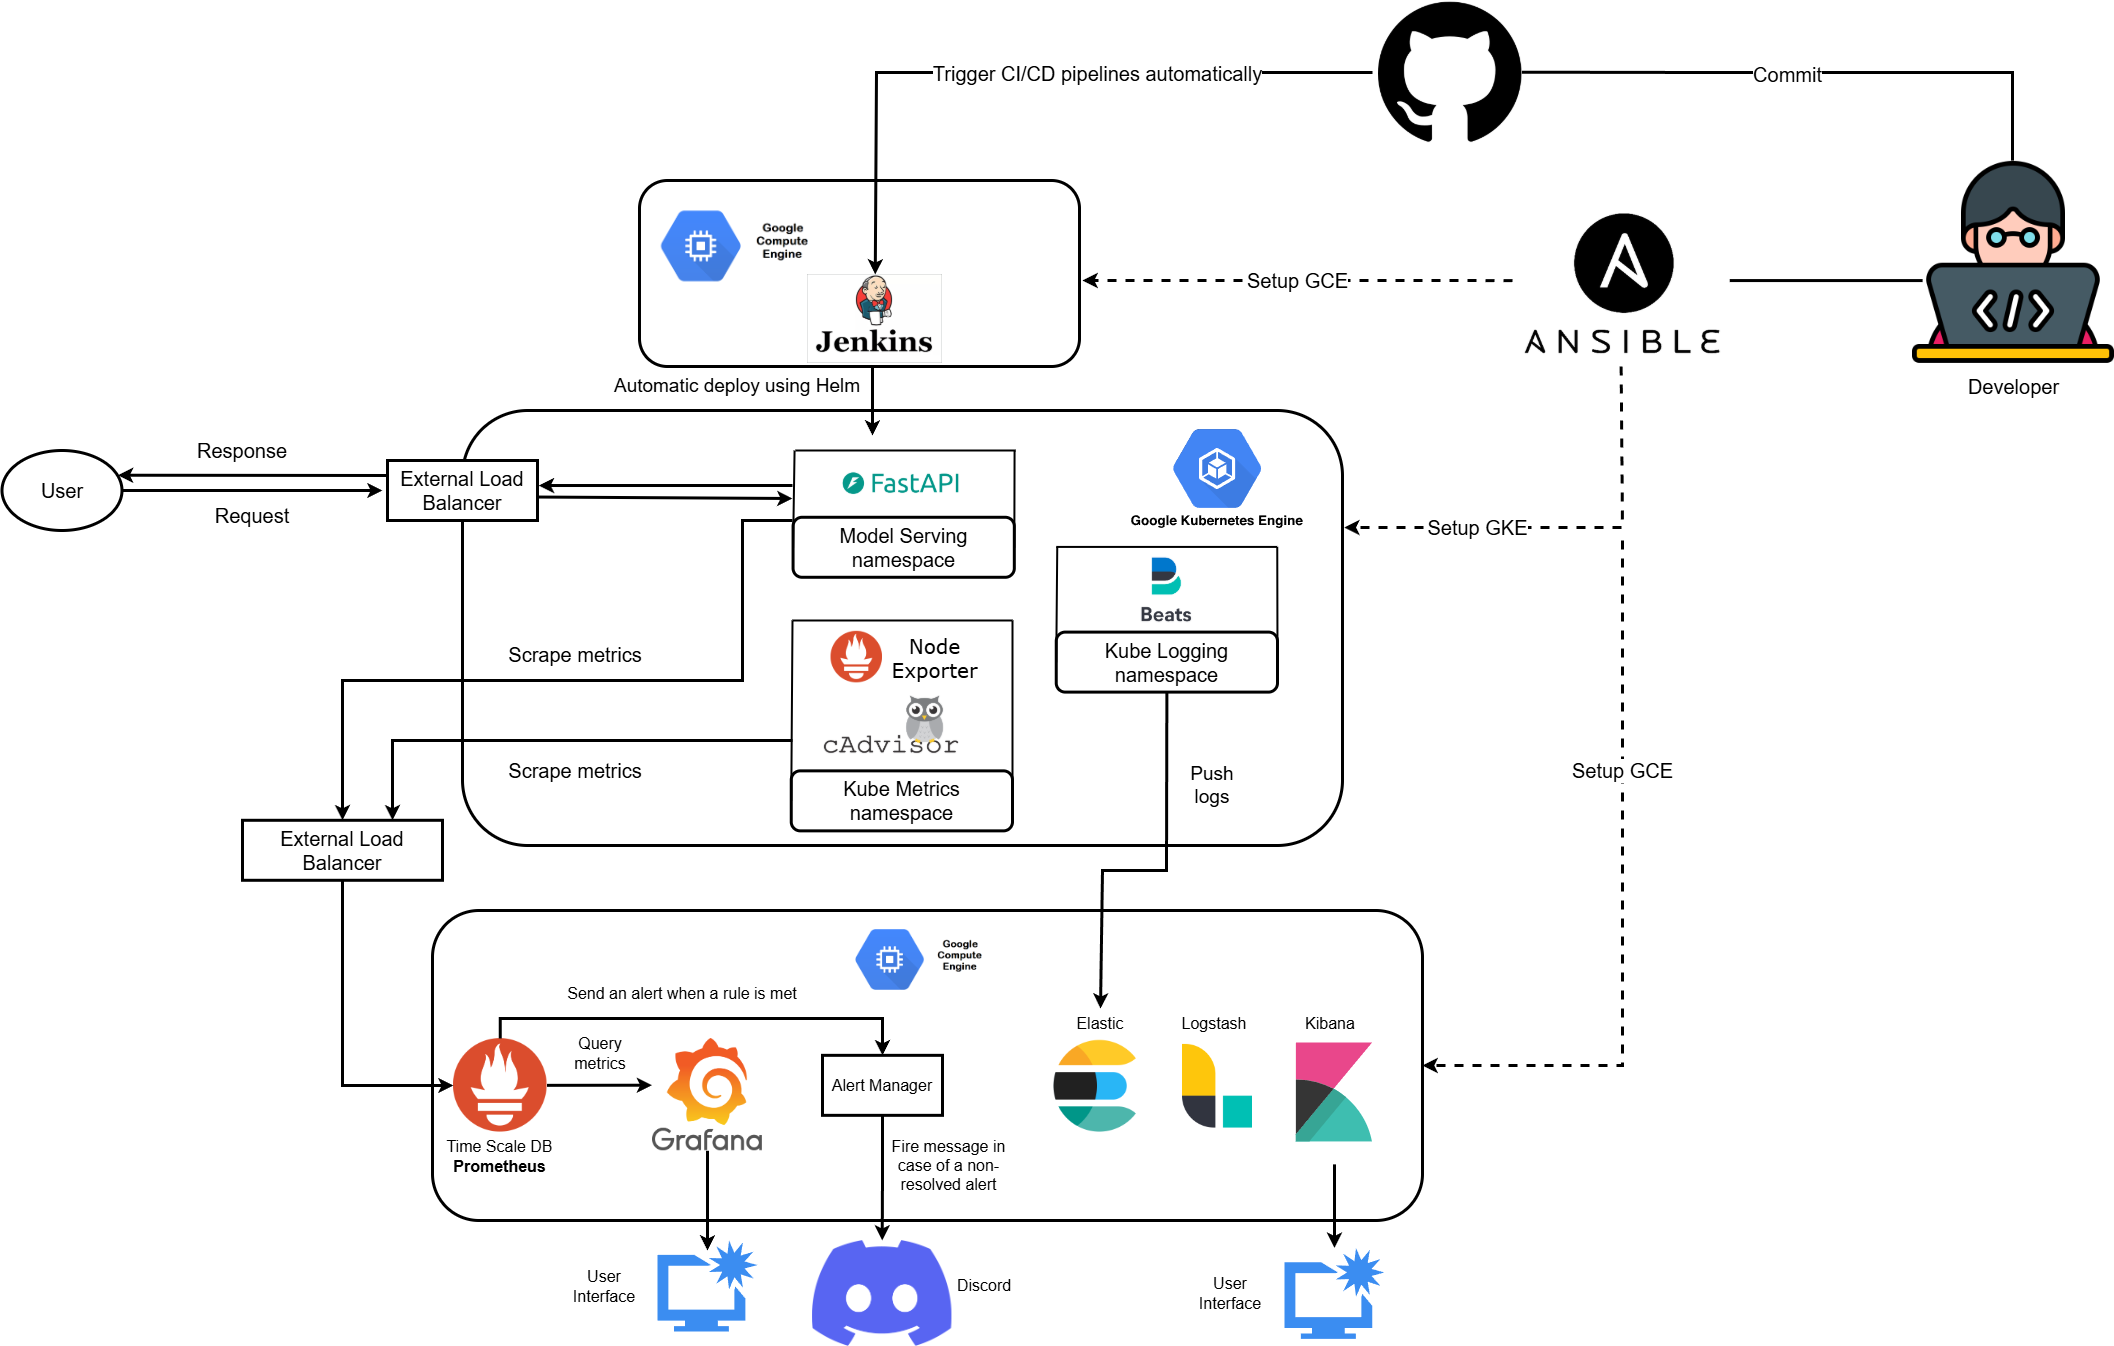 Trigger CI/CD pipelines automatically
Commit
Google
Compute
Engine
Jenkins
Setup GCE
ANSIBLE
Developer
Automatic deploy using Helm
Response
User
Request
External Load
Balancer
FastAPI
Model Serving
namespace
Google Kubernetes Engine
Setup GKE
Beats
Kube Logging
namespace
Scrape metrics
Node
Exporter
cAdvisor
Scrape metrics
Kube Metrics
namespace
Push
logs
Setup GCE
External Load
Balancer
Google
Compute
Engine
Send an alert when a rule is met
Query
metrics
Elastic
Logstash
Kibana
Alert Manager
Grafana
Time Scale DB
Prometheus
Fire message in
case of a non-
resolved alert
User
Interface
Discord
User
Interface